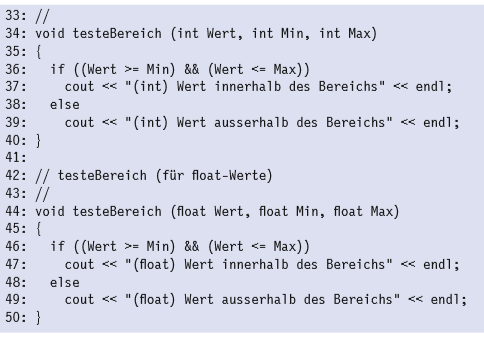 33: //
34: void testeBereich (int Wert, int Min, int Max)
35: {
36:   if ((Wert >= Min) && (Wert <= Max))
37:     cout << "(int) Wert innerhalb des Bereichs" << endl;
38:   else
39:     cout << "(int) Wert ausserhalb des Bereichs" << endl;
40: }
41:
42: // testeBereich (für float-Werte)
43: //
44: void testeBereich (float Wert, float Min, float Max)
45: {
46:   if ((Wert >= Min) && (Wert <= Max))
47:     cout << "(float) Wert innerhalb des Bereichs" << endl;
48:   else
49:     cout << "(float) Wert ausserhalb des Bereichs" << endl;
50: }